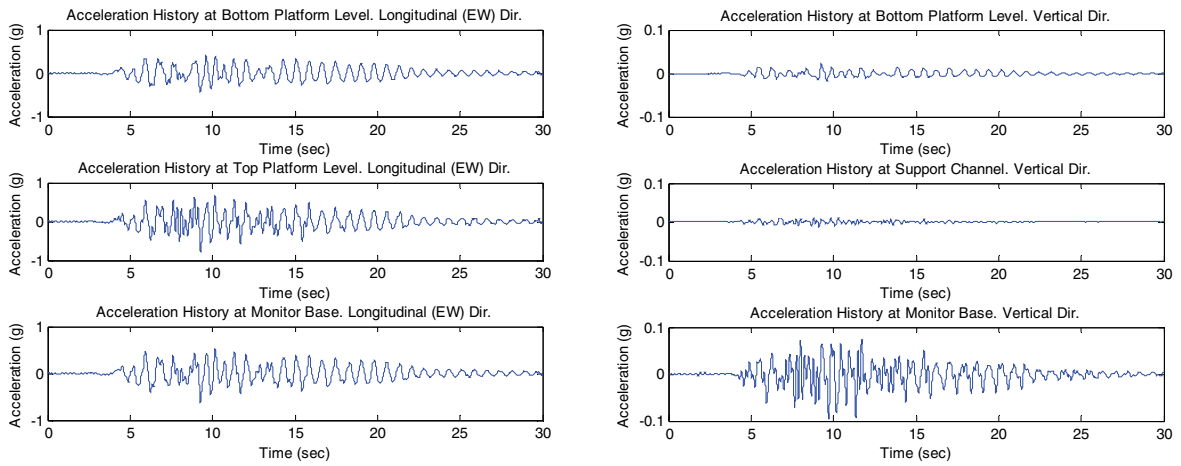 Acceleration History at Bottom Platform Level. Longitudinal (EW) Dir.
1
0
-1
Acceleration (g)
0 5 10 15 20 25 30
Time (sec)
Acceleration History at Top Platform Level. Longitudinal (EW) Dir.
1
0
-1
Acceleration (g)
0 5 10 15 20 25 30
Time (sec)
Acceleration History at Monitor Base. Longitudinal (EW) Dir.
1
0
-1
Acceleration (g)
0 5 10 15 20 25 30
Time (sec)
Acceleration History at Bottom Platform Level. Vertical Dir.
0.1
0
-0.1
Acceleration (g)
0 5 10 15 20 25 30
Time (sec)
Acceleration History at Support Channel. Vertical Dir.
0.1
0
-0.1
Acceleration (g)
0 5 10 15 20 25 30
Time (sec)
Acceleration History at Monitor Base. Vertical Dir.
0.1
0
-0.1
Acceleration (g)
0 5 10 15 20 25 30
Time (sec)